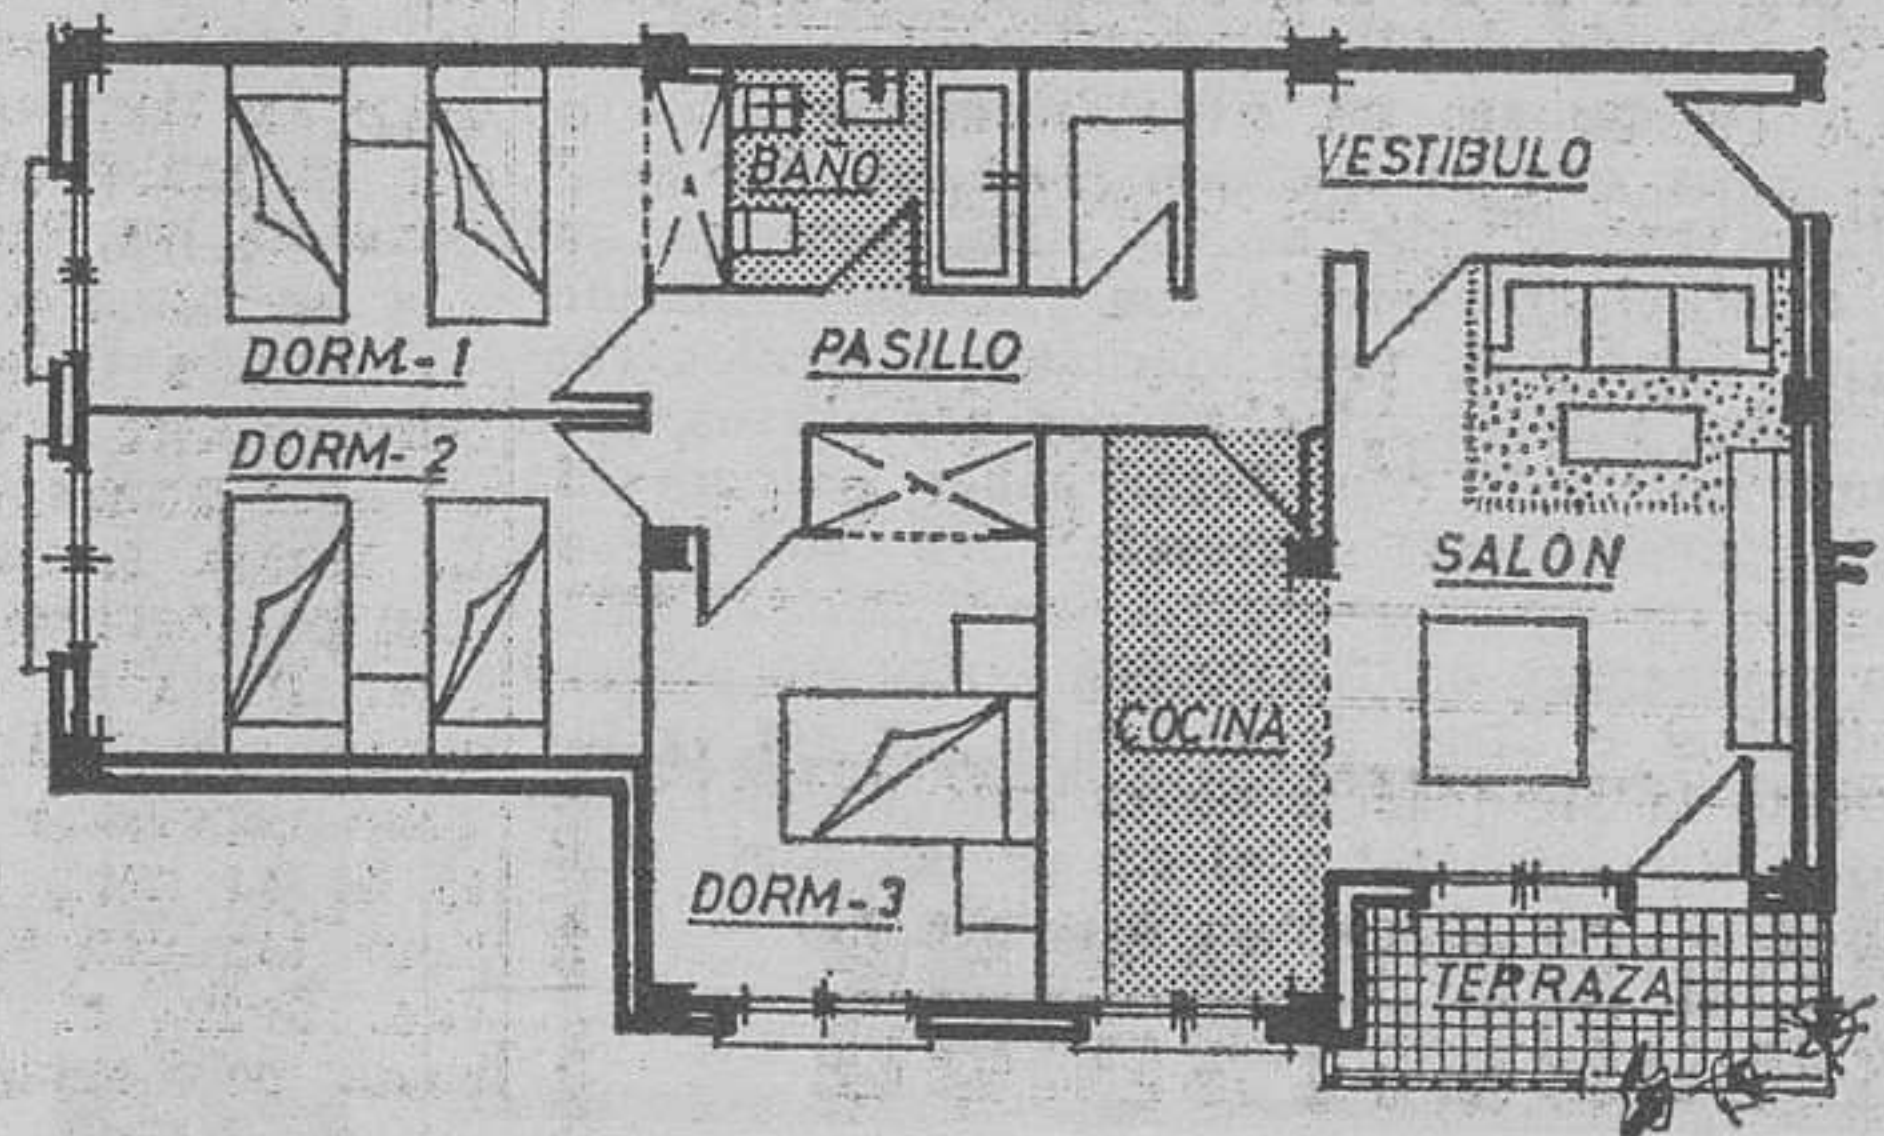 BAÑO
VESTIBULO
DORM-1
PASILLO
DORM-2
SALON
COCINA
DORM-3
TERRAZA